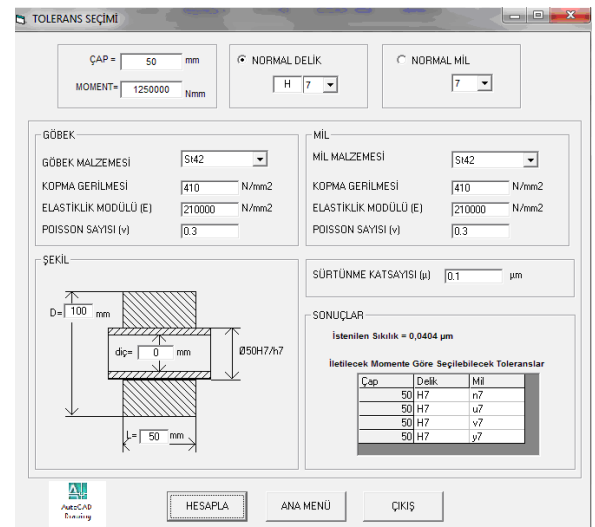 TOLERANS SEÇİMİ
ÇAP = 50 mm
MOMENT= 1250000 Nmm
NORMAL DELİK
H 7
NORMAL MİL
7
GÖBEK
GÖBEK MALZEMESİ St42
KOPMA GERİLMESİ 410 N/mm2
ELASTİKLİK MODÜLÜ (E) 210000
POISSON SAYISI (v) 0.3
MİL
MİL MALZEMESİ St42
KOPMA GERİLMESİ 410 N/mm2
ELASTİKLİK MODÜLÜ (E) 210000 N/mm2
POISSON SAYISI (v) 0.3
ŞEKİL
D= 100 mm
diç= 0 mm
Ø50H7/h7
L= 50 mm
SÜRTÜNME KATSAYISI (µ) 0.1 µm
SONUÇLAR
İstenilen Sıkılık = 0,0404 µm
İletilecek Momente Göre Seçilebilecek Toleranslar
Çap Delik Mil
50 H7 n7
50 H7 u7
50 H7 v7
50 H7 y7
AutoCAD
Drawing
HESAPLA
ANA MENÜ
ÇIKIŞ